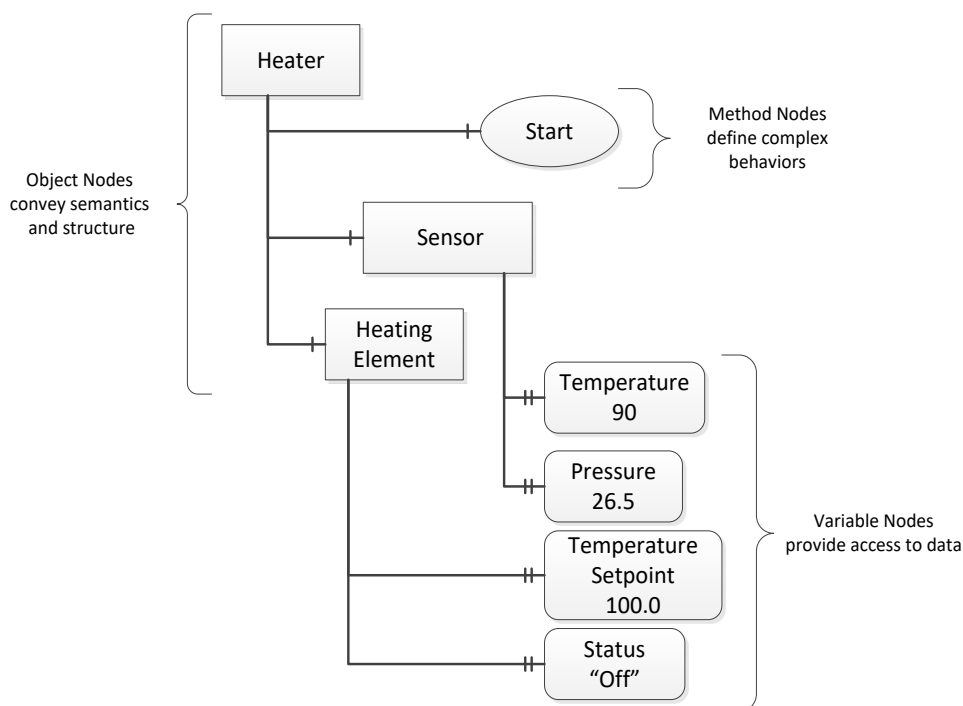 Heater
Start
Method Nodes
define complex
behaviors
Object Nodes
convey semantics
and structure
Sensor
Heating
Element
Temperature
90
Pressure
26.5
Variable Nodes
provide access to data
Temperature
Setpoint
100.0
Status
“Off”